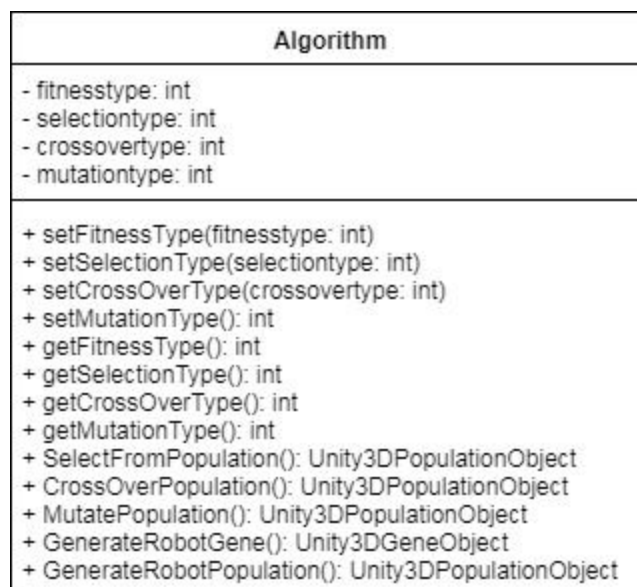 Algorithm
- fitnesstype: int
- selectiontype: int
- crossovertype: int
- mutationtype: int
+ setFitnessType(fitnesstype: int)
+ setSelectionType(selectiontype: int)
+ setCrossOverType(crossovertype: int)
+ setMutationType(): int
+ getFitnessType(): int
+ getSelectionType(): int
+ getCrossOverType(): int
+ getMutationType(): int
+ SelectFromPopulation(): Unity3DPopulationObject
+ CrossOverPopulation(): Unity3DPopulationObject
+ MutatePopulation(): Unity3DPopulationObject
+ GenerateRobotGene(): Unity3DGeneObject
+ GenerateRobotPopulation(): Unity3DPopulationObject